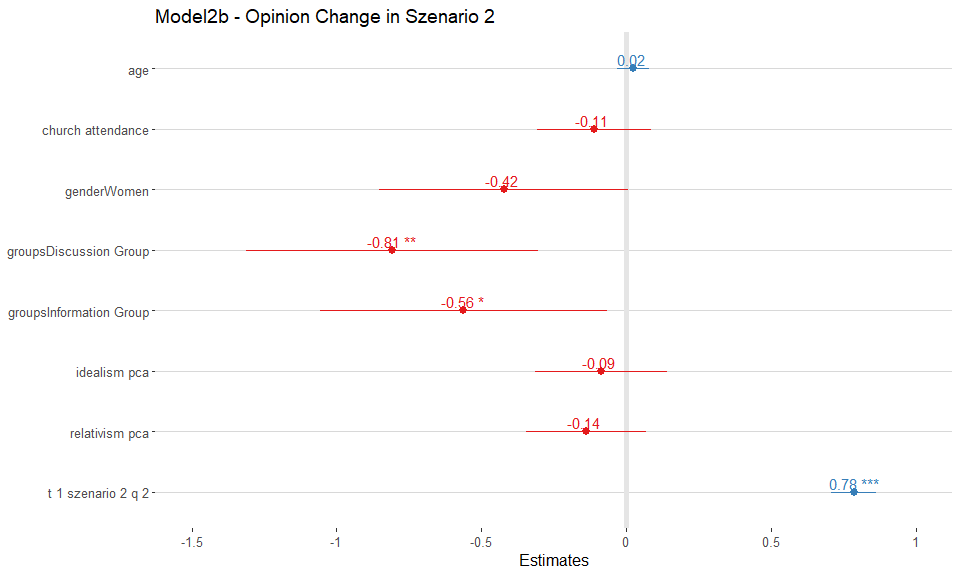 Model2b - Opinion Change in Szenario 2
age
0.02
church attendance
-0.11
genderWomen
-0.42
groupsDiscussion Group
-0.81 **
groupsInformation Group
-0.56 *
idealism pca
-0.09
relativism pca
-0.14
t 1 szenario 2 q 2
0.78 ***
-1.5 -1 -0.5 0 0.5 1
Estimates